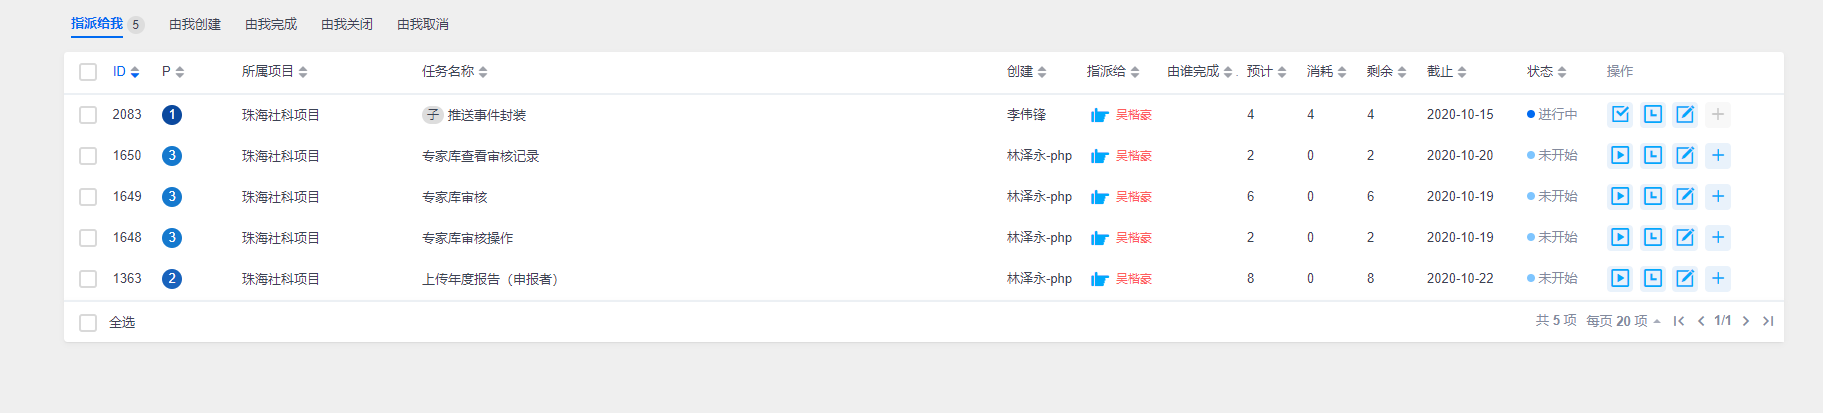 指派给我 5 由我创建 由我完成 由我关闭 由我取消
ID P 所属项目 任务名称 创建 指派给 由谁完成 预计 消耗 剩余 截止 状态 操作
2083 1 珠海社科项目 子 推送事件封装 李伟锋 吴楷豪 4 4 4 2020-10-15 进行中
1650 3 珠海社科项目 专家库查看审核记录 林泽永-php 吴楷豪 2 0 2 2020-10-20 未开始
1649 3 珠海社科项目 专家库审核 林泽永-php 吴楷豪 6 0 6 2020-10-19 未开始
1648 3 珠海社科项目 专家库审核操作 林泽永-php 吴楷豪 2 0 2 2020-10-19 未开始
1363 2 珠海社科项目 上传年度报告（申报者） 林泽永-php 吴楷豪 8 0 8 2020-10-22 未开始
全选 共 5 项 每页 20 项 1/1